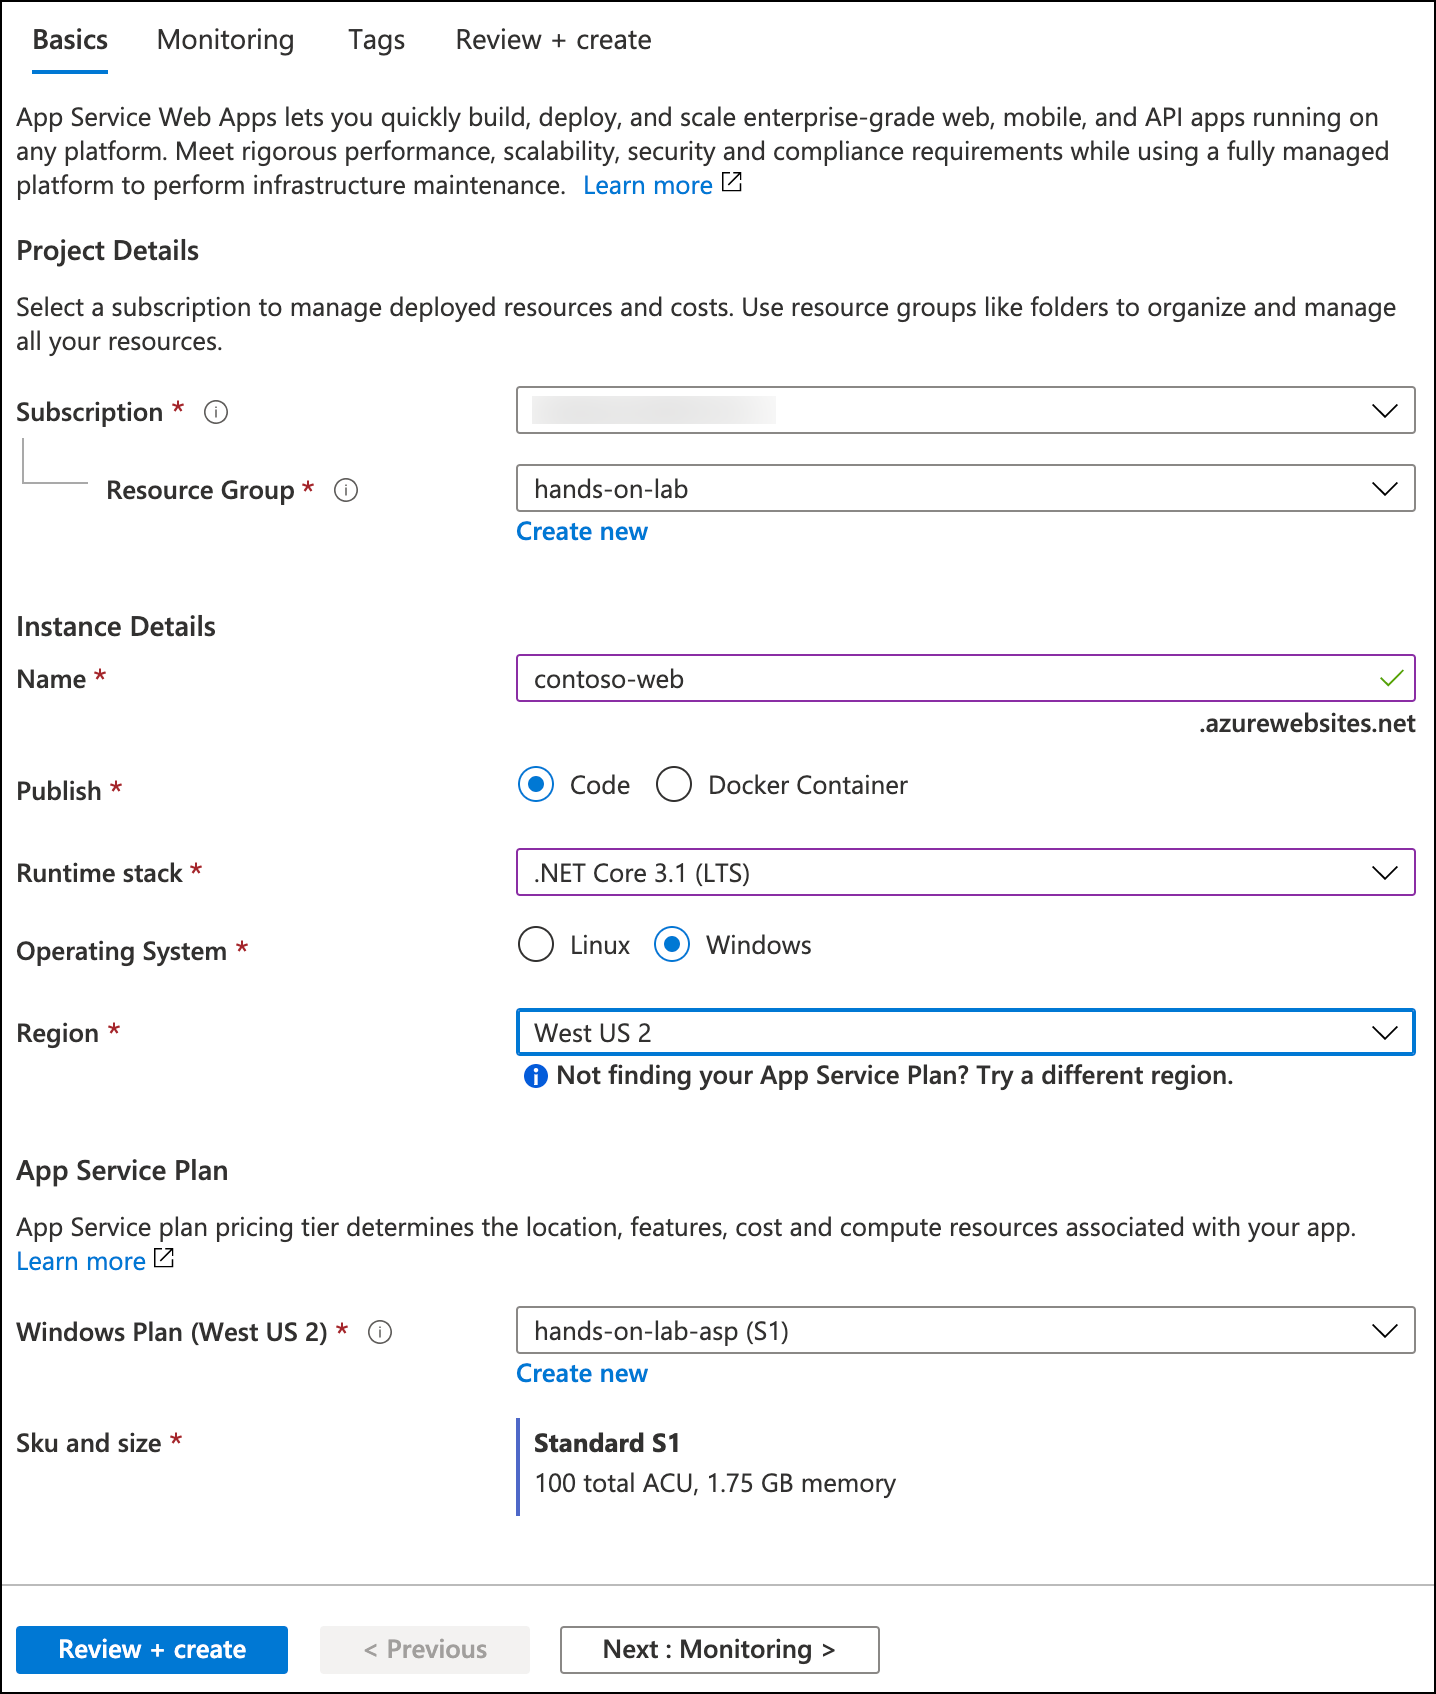 Basics Monitoring Tags Review + create
App Service Web Apps lets you quickly build, deploy, and scale enterprise-grade web, mobile, and API apps running on
any platform. Meet rigorous performance, scalability, security and compliance requirements while using a fully managed
platform to perform infrastructure maintenance. Learn more
Project Details
Select a subscription to manage deployed resources and costs. Use resource groups like folders to organize and manage
all your resources.
Subscription *
Resource Group * hands-on-lab
Create new
Instance Details
Name * contoso-web
.azurewebsites.net
Publish * Code Docker Container
Runtime stack * .NET Core 3.1 (LTS)
Operating System * Linux Windows
Region * West US 2
Not finding your App Service Plan? Try a different region.
App Service Plan
App Service plan pricing tier determines the location, features, cost and compute resources associated with your app.
Learn more
Windows Plan (West US 2) * hands-on-lab-asp (S1)
Create new
Sku and size * Standard S1
100 total ACU, 1.75 GB memory
Review + create < Previous Next : Monitoring >